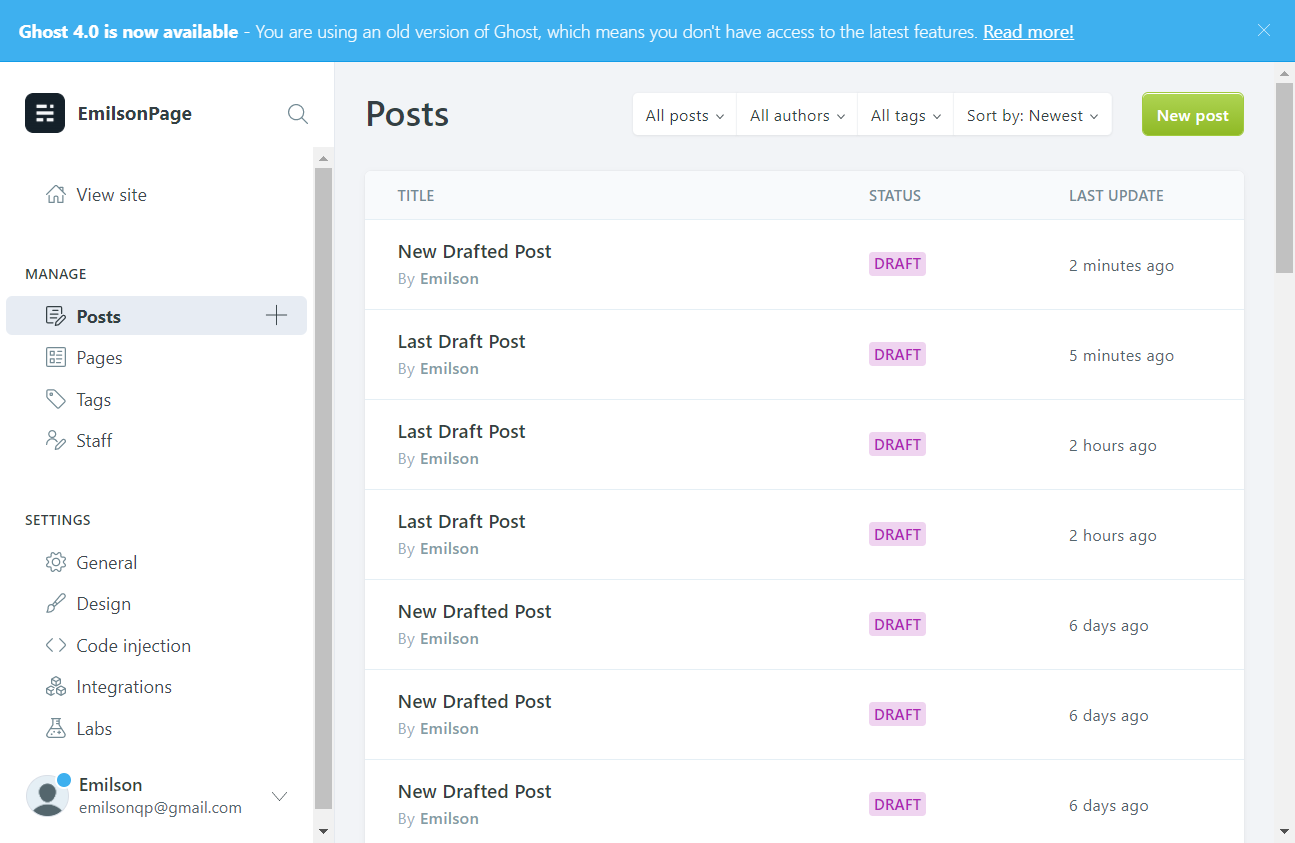 Ghost 4.0 is now available - You are using an old version of Ghost, which means you don't have access to the latest features. Read more!
EmilsonPage
View site
MANAGE
Posts
Pages
Tags
Staff
SETTINGS
General
Design
Code injection
Integrations
Labs
Emilson
emilsonqp@gmail.com
Posts
All posts All authors All tags Sort by: Newest New post
TITLE STATUS LAST UPDATE
New Drafted Post
By Emilson
DRAFT 2 minutes ago
Last Draft Post
By Emilson
DRAFT 5 minutes ago
Last Draft Post
By Emilson
DRAFT 2 hours ago
Last Draft Post
By Emilson
DRAFT 2 hours ago
New Drafted Post
By Emilson
DRAFT 6 days ago
New Drafted Post
By Emilson
DRAFT 6 days ago
New Drafted Post
By Emilson
DRAFT 6 days ago